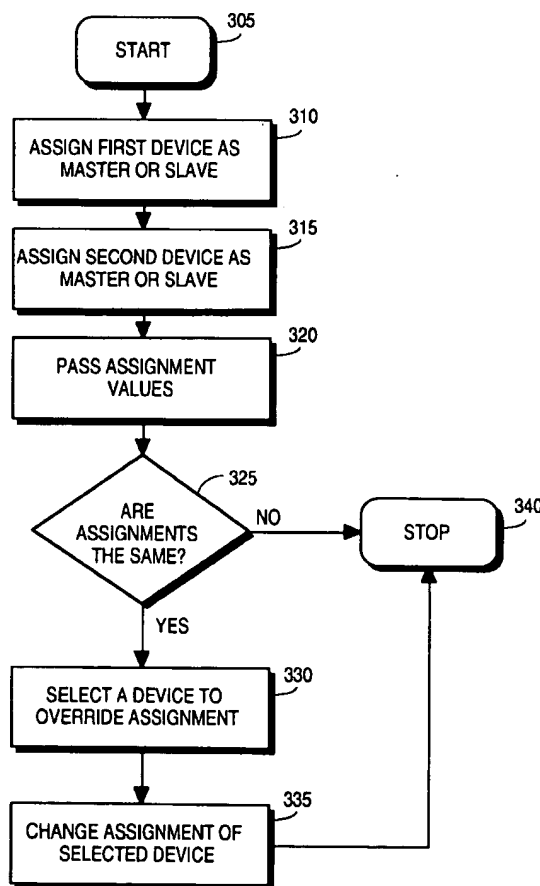 START
305
310
ASSIGN FIRST DEVICE AS
MASTER OR SLAVE
315
ASSIGN SECOND DEVICE AS
MASTER OR SLAVE
320
PASS ASSIGNMENT
VALUES
325
ARE
ASSIGNMENTS
THE SAME?
NO
STOP
340
YES
330
SELECT A DEVICE TO
OVERRIDE ASSIGNMENT
335
CHANGE ASSIGNMENT OF
SELECTED DEVICE